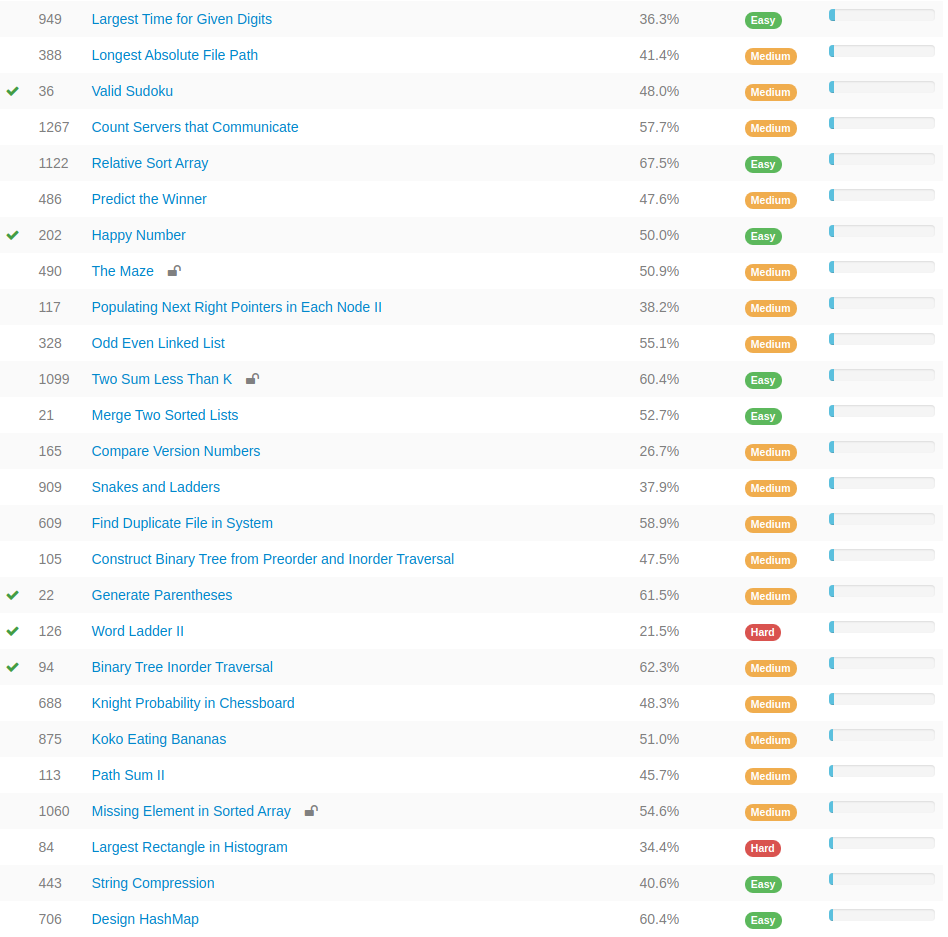 949 Largest Time for Given Digits 36.3% Easy
388 Longest Absolute File Path 41.4% Medium
36 Valid Sudoku 48.0% Medium
1267 Count Servers that Communicate 57.7% Medium
1122 Relative Sort Array 67.5% Easy
486 Predict the Winner 47.6% Medium
202 Happy Number 50.0% Easy
490 The Maze 50.9% Medium
117 Populating Next Right Pointers in Each Node II 38.2% Medium
328 Odd Even Linked List 55.1% Medium
1099 Two Sum Less Than K 60.4% Easy
21 Merge Two Sorted Lists 52.7% Easy
165 Compare Version Numbers 26.7% Medium
909 Snakes and Ladders 37.9% Medium
609 Find Duplicate File in System 58.9% Medium
105 Construct Binary Tree from Preorder and Inorder Traversal 47.5% Medium
22 Generate Parentheses 61.5% Medium
126 Word Ladder II 21.5% Hard
94 Binary Tree Inorder Traversal 62.3% Medium
688 Knight Probability in Chessboard 48.3% Medium
875 Koko Eating Bananas 51.0% Medium
113 Path Sum II 45.7% Medium
1060 Missing Element in Sorted Array 54.6% Medium
84 Largest Rectangle in Histogram 34.4% Hard
443 String Compression 40.6% Easy
706 Design HashMap 60.4% Easy